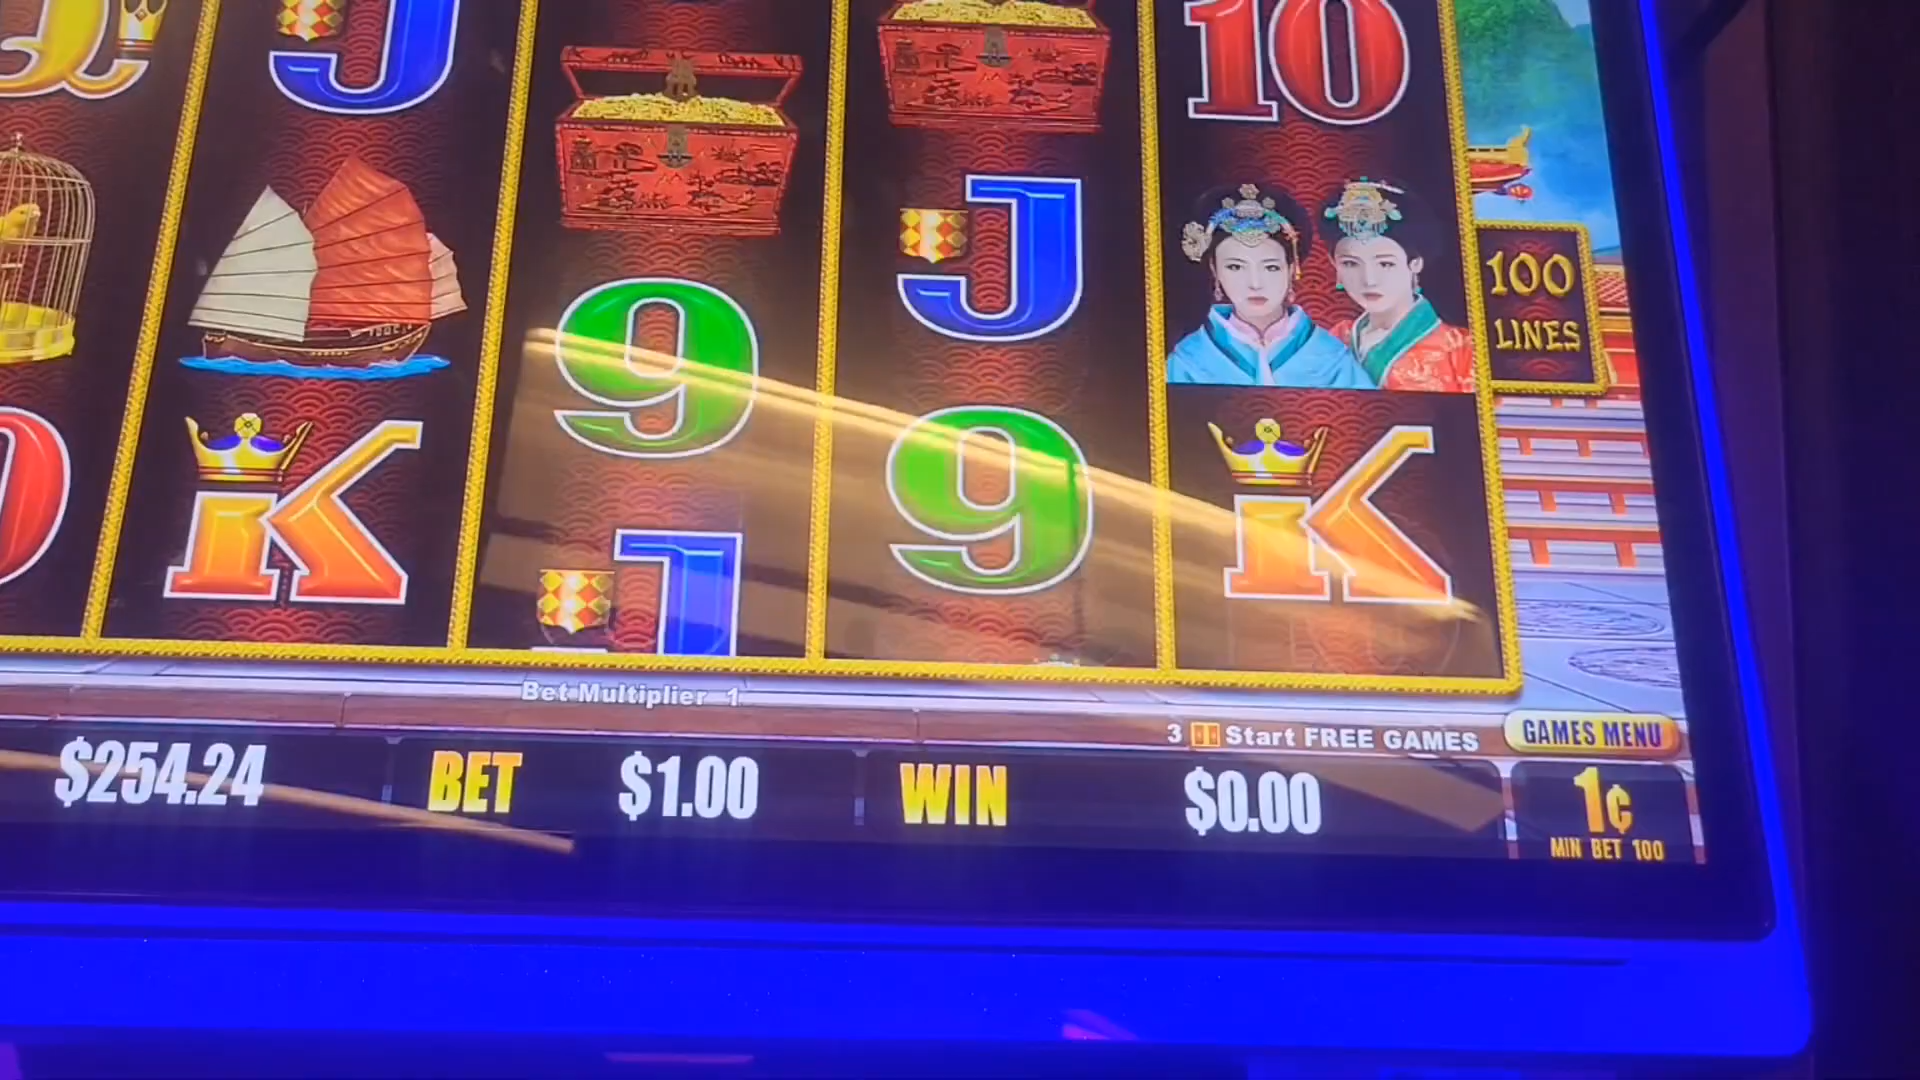 Q J 10
J 100
LINES
9 K
K 9
0 J
Bet Multiplier 1
3 Start FREE GAMES GAMES MENU
$254.24 BET $1.00 WIN $0.00 1¢
MIN BET 100